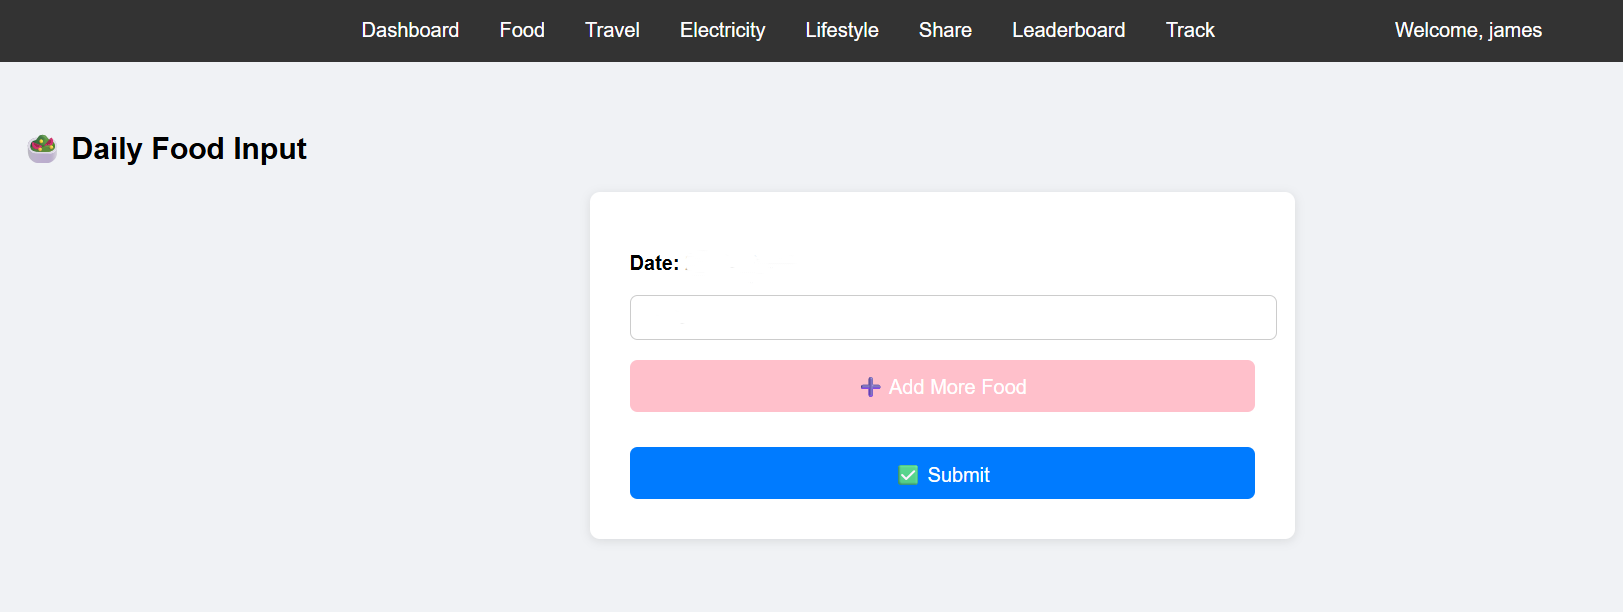 Dashboard Food Travel Electricity Lifestyle Share Leaderboard Track Welcome, james
Daily Food Input
Date:
Add More Food
Submit